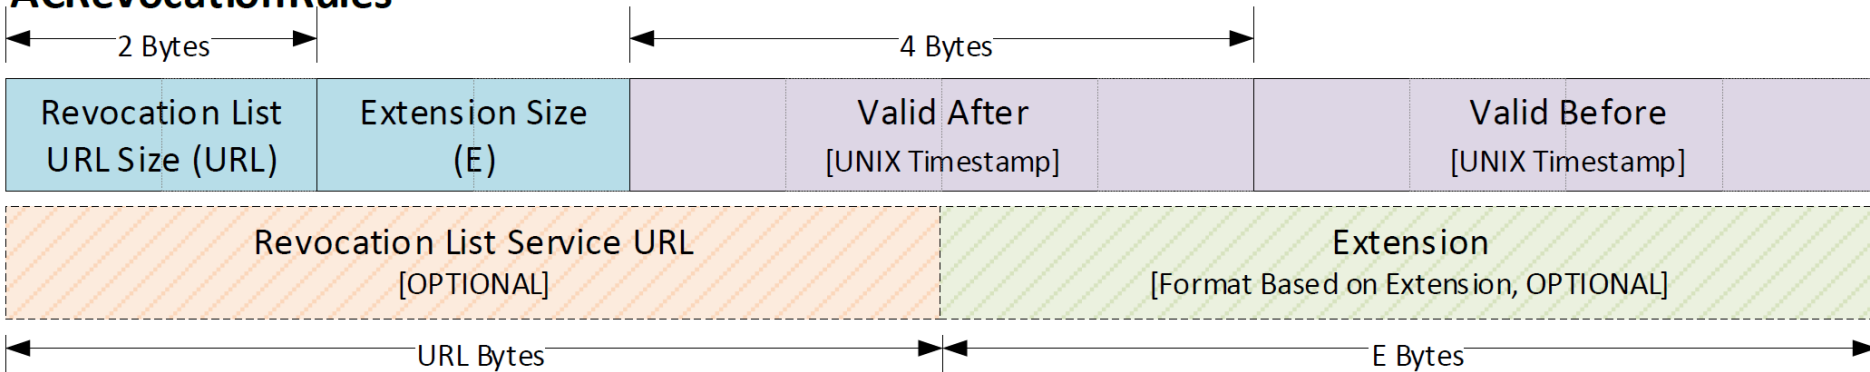 ACRevocationRules
2 Bytes
4 Bytes
Revocation List
URL Size (URL)
Extension Size
(E)
Valid After
[UNIX Timestamp]
Valid Before
[UNIX Timestamp]
Revocation List Service URL
[OPTIONAL]
Extension
[Format Based on Extension, OPTIONAL]
URL Bytes
E Bytes